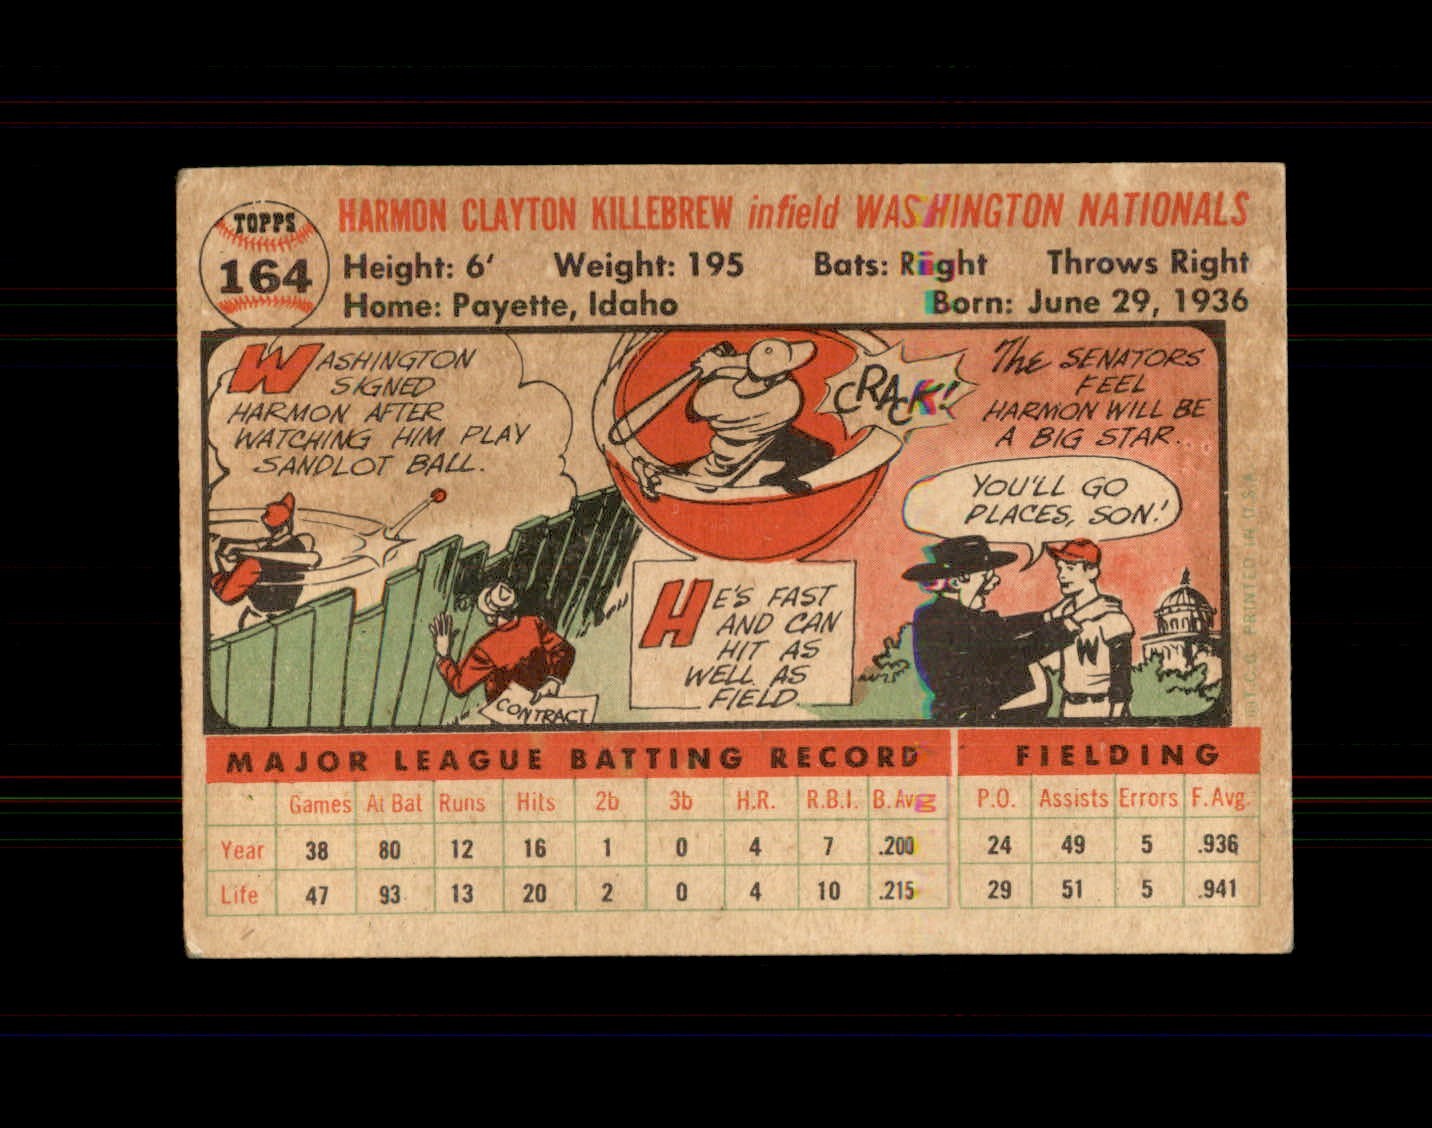 TOPPS
164
HARMON CLAYTON KILLEBREW infield WASHINGTON NATIONALS
Height: 6' Weight: 195 Bats: Right Throws Right
Home: Payette, Idaho Born: June 29, 1936
WASHINGTON
SIGNED
HARMON AFTER
WATCHING HIM PLAY
SANDLOT BALL.
CONTRACT
CRACK!
HE'S FAST
AND CAN
HIT AS
WELL AS
FIELD
The SENATORS
FEEL
HARMON WILL BE
A BIG STAR.
YOU'LL GO
PLACES, SON!
W
PRINTED IN U.S.A.
MAJOR LEAGUE BATTING RECORD FIELDING
Games At Bat Runs Hits 2b 3b H.R. R.B.I. B. Avg. P.O. Assists Errors F. Avg.
Year 38 80 12 16 1 0 4 7 .200 24 49 5 .936
Life 47 93 13 20 2 0 4 10 .215 29 51 5 .941